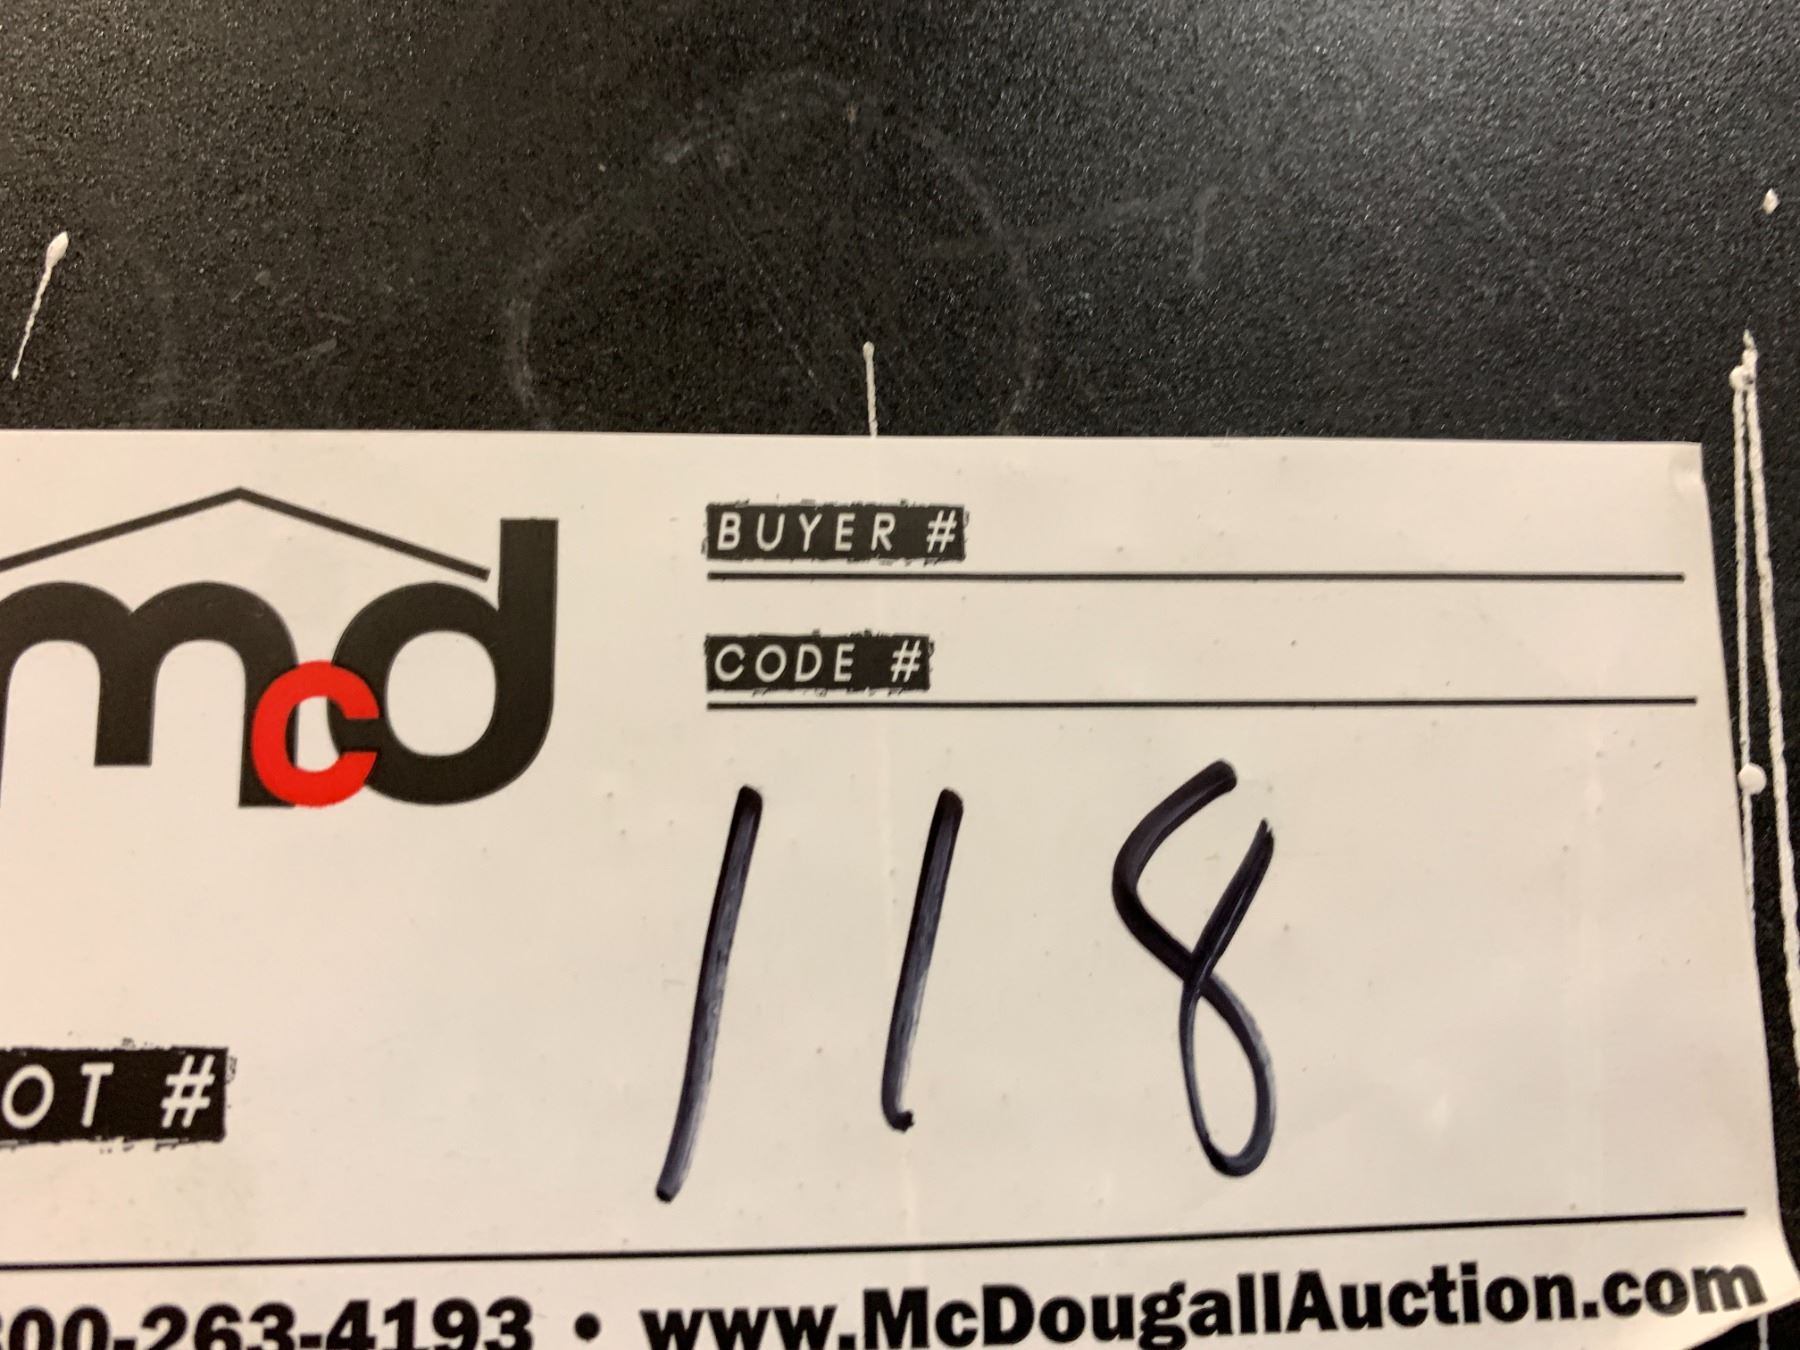 BUYER #
mcd
CODE #
OT #
118
00-263-4193 • www.McDougallAuction.com